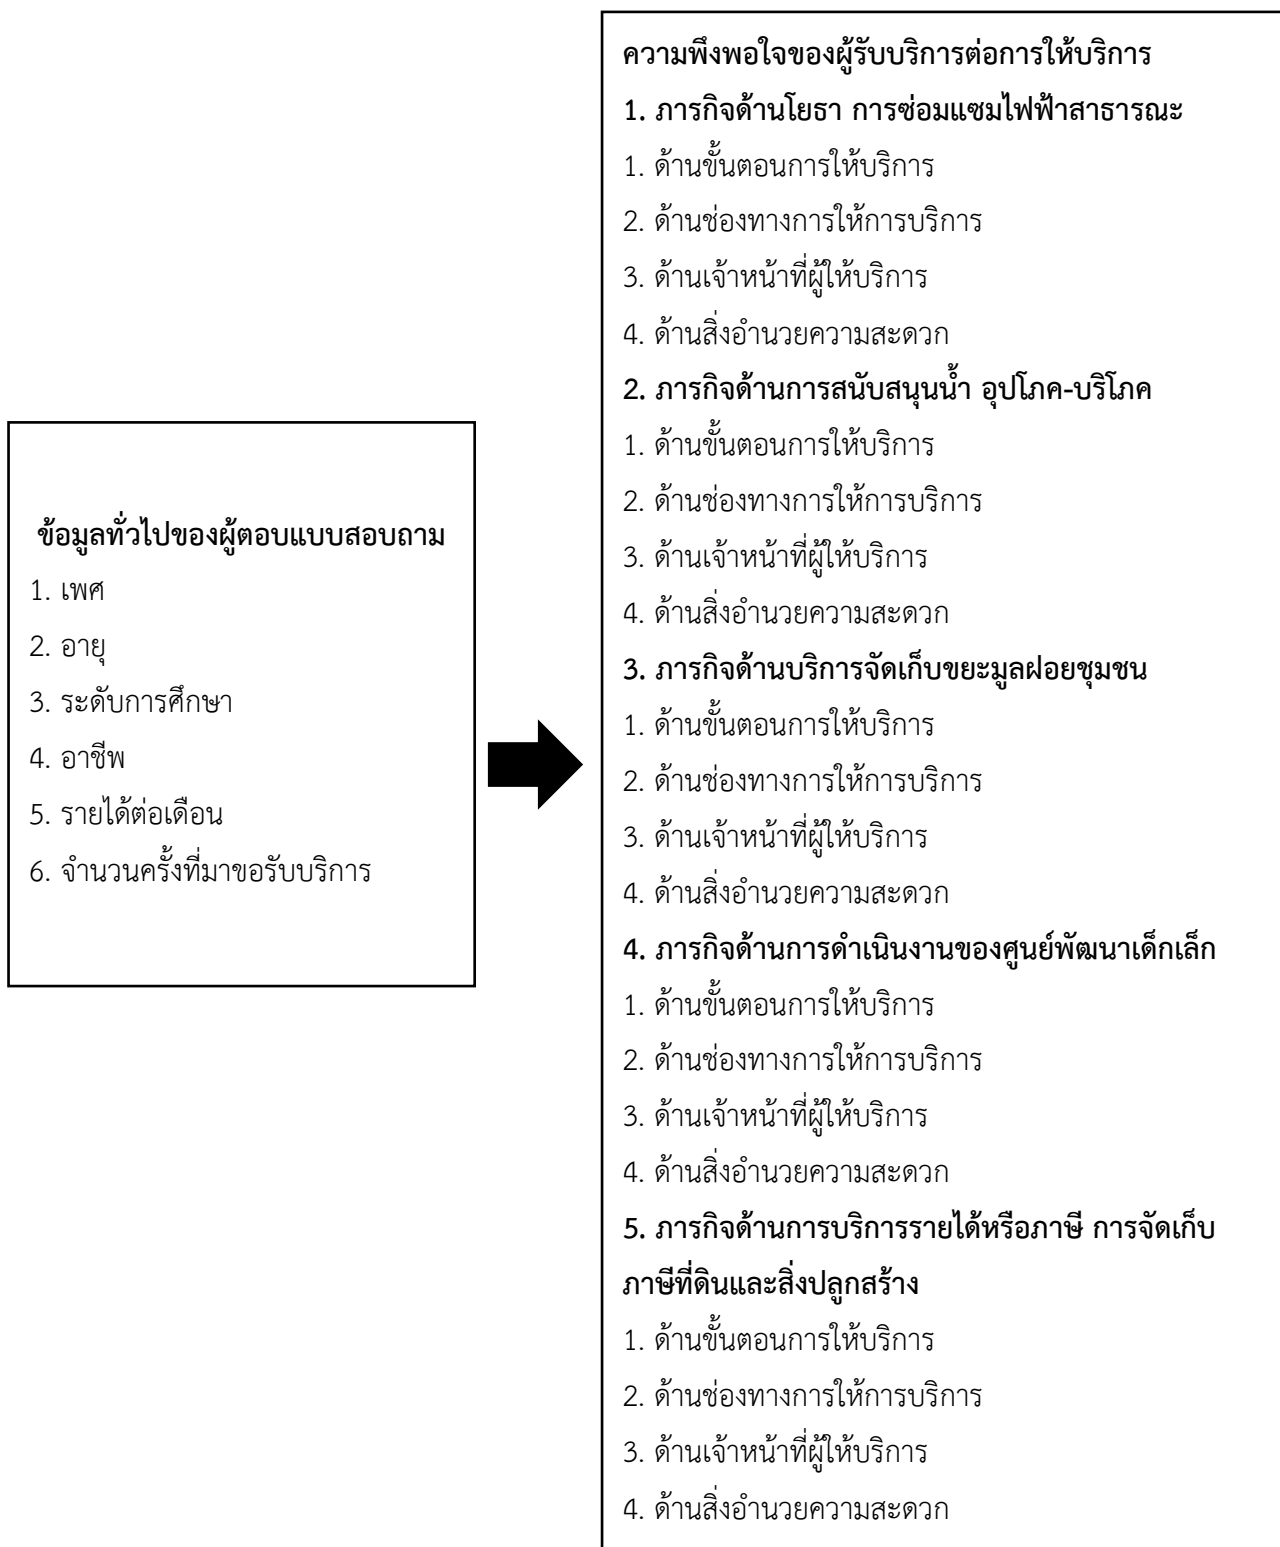 ข้อมูลทั่วไปของผู้ตอบแบบสอบถาม
1. เพศ
2. อายุ
3. ระดับการศึกษา
4. อาชีพ
5. รายได้ต่อเดือน
6. จำนวนครั้งที่มาขอรับบริการ
ความพึงพอใจของผู้รับบริการต่อการให้บริการ
1. ภารกิจด้านโยธา การซ่อมแซมไฟฟ้าสาธารณะ
1. ด้านขั้นตอนการให้บริการ
2. ด้านช่องทางการให้การบริการ
3. ด้านเจ้าหน้าที่ผู้ให้บริการ
4. ด้านสิ่งอำนวยความสะดวก
2. ภารกิจด้านการสนับสนุนน้ำ อุปโภค-บริโภค
1. ด้านขั้นตอนการให้บริการ
2. ด้านช่องทางการให้การบริการ
3. ด้านเจ้าหน้าที่ผู้ให้บริการ
4. ด้านสิ่งอำนวยความสะดวก
3. ภารกิจด้านบริการจัดเก็บขยะมูลฝอยชุมชน
1. ด้านขั้นตอนการให้บริการ
2. ด้านช่องทางการให้การบริการ
3. ด้านเจ้าหน้าที่ผู้ให้บริการ
4. ด้านสิ่งอำนวยความสะดวก
4. ภารกิจด้านการดำเนินงานของศูนย์พัฒนาเด็กเล็ก
1. ด้านขั้นตอนการให้บริการ
2. ด้านช่องทางการให้การบริการ
3. ด้านเจ้าหน้าที่ผู้ให้บริการ
4. ด้านสิ่งอำนวยความสะดวก
5. ภารกิจด้านการบริการรายได้หรือภาษี การจัดเก็บ
ภาษีที่ดินและสิ่งปลูกสร้าง
1. ด้านขั้นตอนการให้บริการ
2. ด้านช่องทางการให้การบริการ
3. ด้านเจ้าหน้าที่ผู้ให้บริการ
4. ด้านสิ่งอำนวยความสะดวก